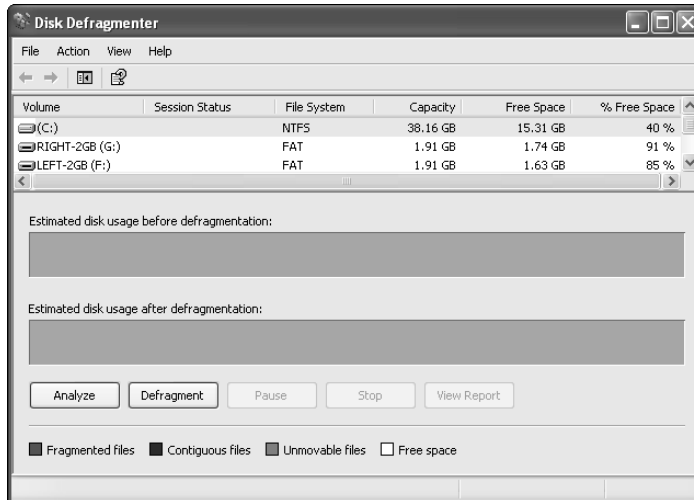 Disk Defragmenter
File Action View Help
Volume Session Status File System Capacity Free Space % Free Space
(C:) NTFS 38.16 GB 15.31 GB 40 %
RIGHT-2GB (G:) FAT 1.91 GB 1.74 GB 91 %
LEFT-2GB (F:) FAT 1.91 GB 1.63 GB 85 %
Estimated disk usage before defragmentation:
Estimated disk usage after defragmentation:
Analyze Defragment Pause Stop View Report
Fragmented files Contiguous files Unmovable files Free space